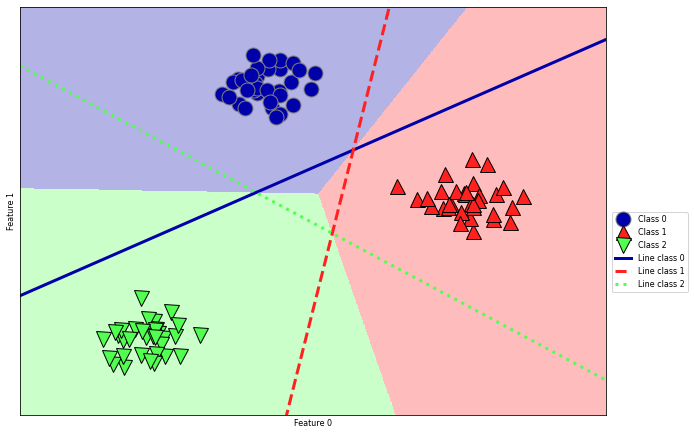 Feature 1
Feature 0
Class 0
Class 1
Class 2
Line class 0
Line class 1
Line class 2